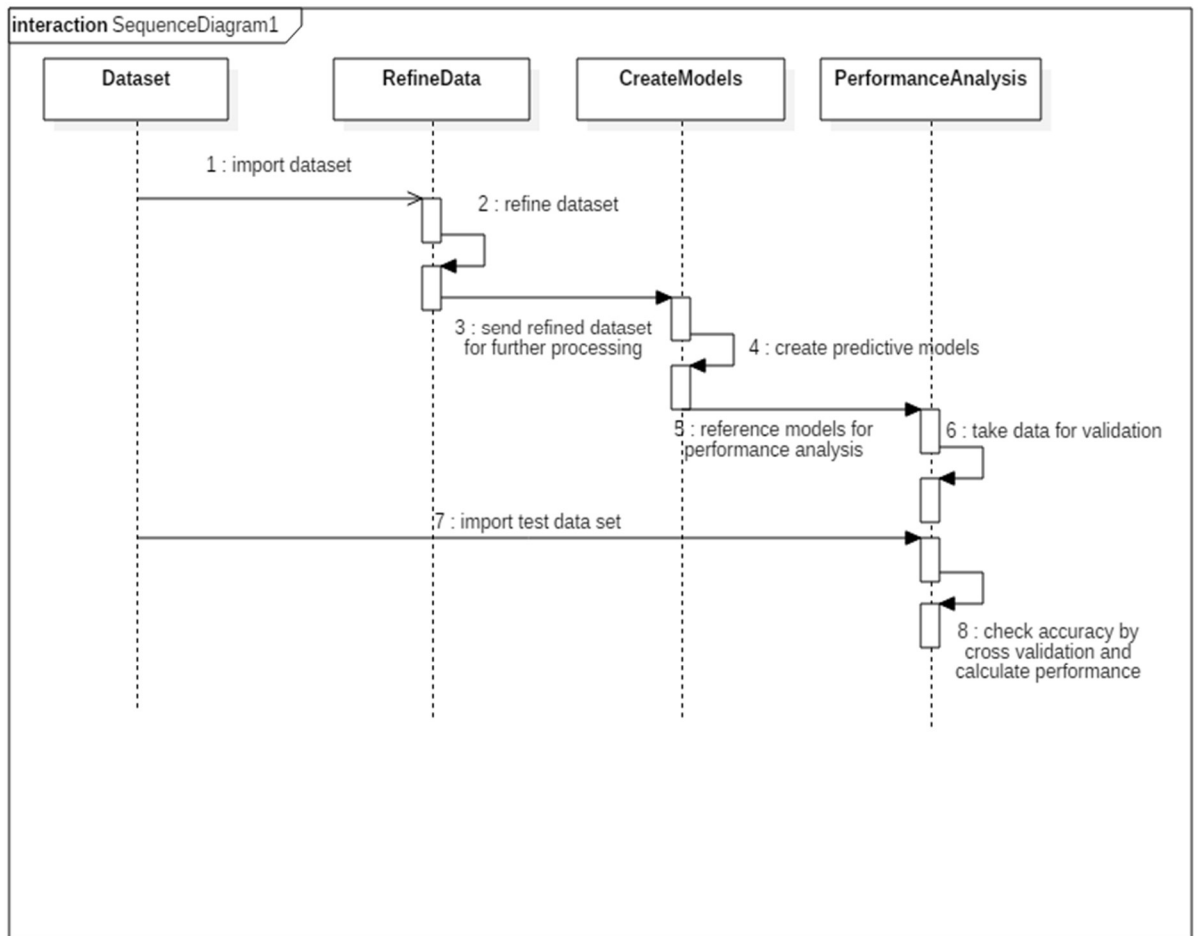 interaction SequenceDiagram1
Dataset
RefineData
CreateModels
PerformanceAnalysis
1 : import dataset
2 : refine dataset
3 : send refined dataset
for further processing
4 : create predictive models
5 : reference models for
performance analysis
6 : take data for validation
7 : import test data set
8 : check accuracy by
cross validation and
calculate performance